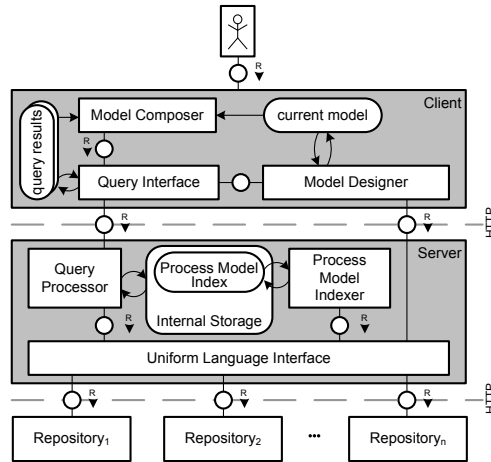 R
Client
Model Composer
current model
query results
R
Query Interface
Model Designer
R
R
HTTP
Server
Query
Processor
Process Model
Index
Internal Storage
Process
Model
Indexer
R
R
Uniform Language Interface
R
R
R
HTTP
Repository1
Repository2
...
Repositoryn